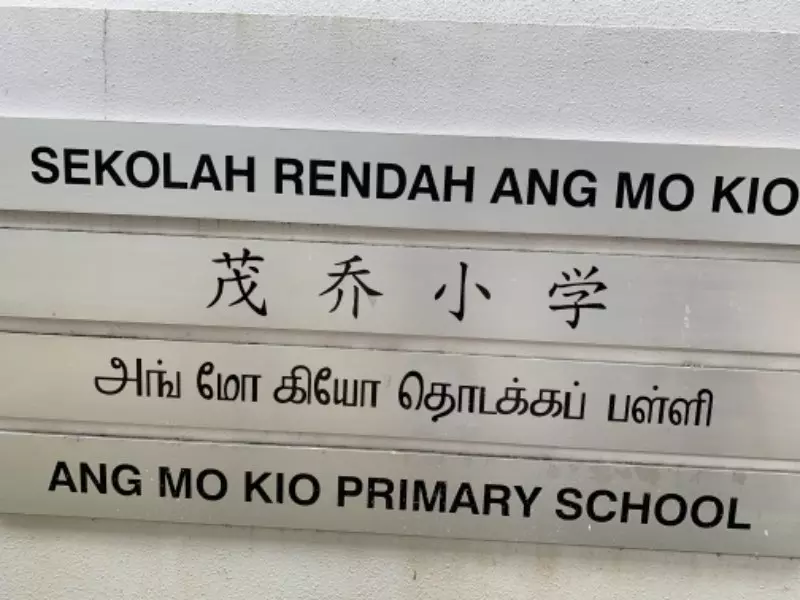 SEKOLAH RENDAH ANG MO KIO
茂乔小学
அங் மோ கியோ தொடக்கப் பள்ளி
ANG MO KIO PRIMARY SCHOOL